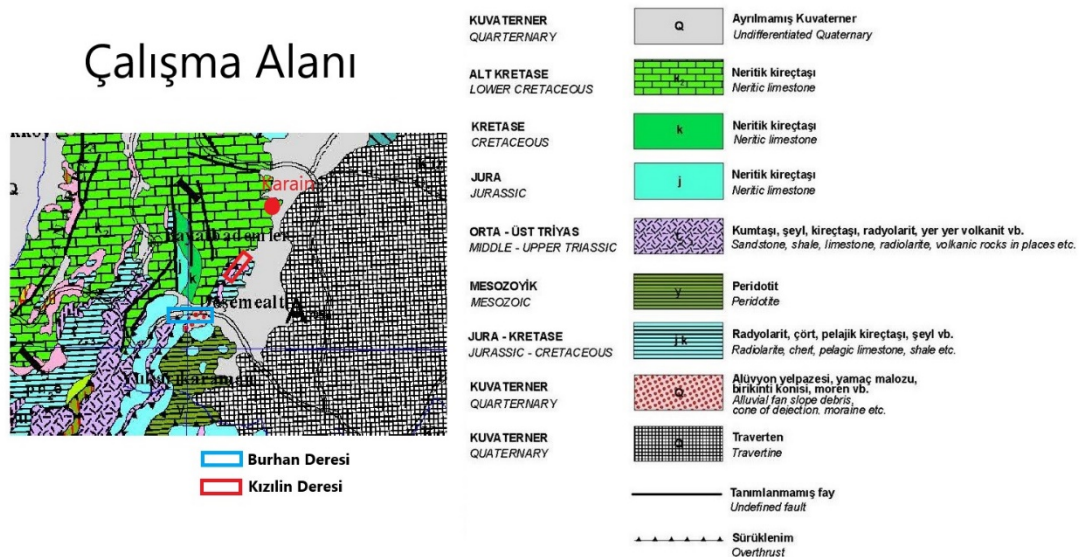 Çalışma Alanı
Karain
Q
k₂
k
j
Döşemealtı
Burhan Deresi
Kızılin Deresi
KUVATERNER
QUARTERNARY
Q
Ayrılmamış Kuvaterner
Undifferentiated Quaternary
ALT KRETASE
LOWER CRETACEOUS
k₂
Neritik kireçtaşı
Neritic limestone
KRETASE
CRETACEOUS
k
Neritik kireçtaşı
Neritic limestone
JURA
JURASSIC
j
Neritik kireçtaşı
Neritic limestone
ORTA - ÜST TRİYAS
MIDDLE - UPPER TRIASSIC
Kumtaşı, şeyl, kireçtaşı, radyolarit, yer yer volkanit vb.
Sandstone, shale, limestone, radiolarite, volkanic rocks in places etc.
MESOZOYİK
MESOZOIC
y
Peridotit
Peridotite
JURA - KRETASE
JURASSIC - CRETACEOUS
j k
Radyolarit, çört, pelajik kireçtaşı, şeyl vb.
Radiolarite, chert, pelagic limestone, shale etc.
KUVATERNER
QUARTERNARY
Q
Alüvyon yelpazesi, yamaç malozu,
birikinti konisi, moren vb.
Alluvial fan slope debris,
cone of dejection. moraine etc.
KUVATERNER
QUATERNARY
Q
Traverten
Travertine
Tanımlanmamış fay
Undefined fault
Sürüklenim
Overthrust